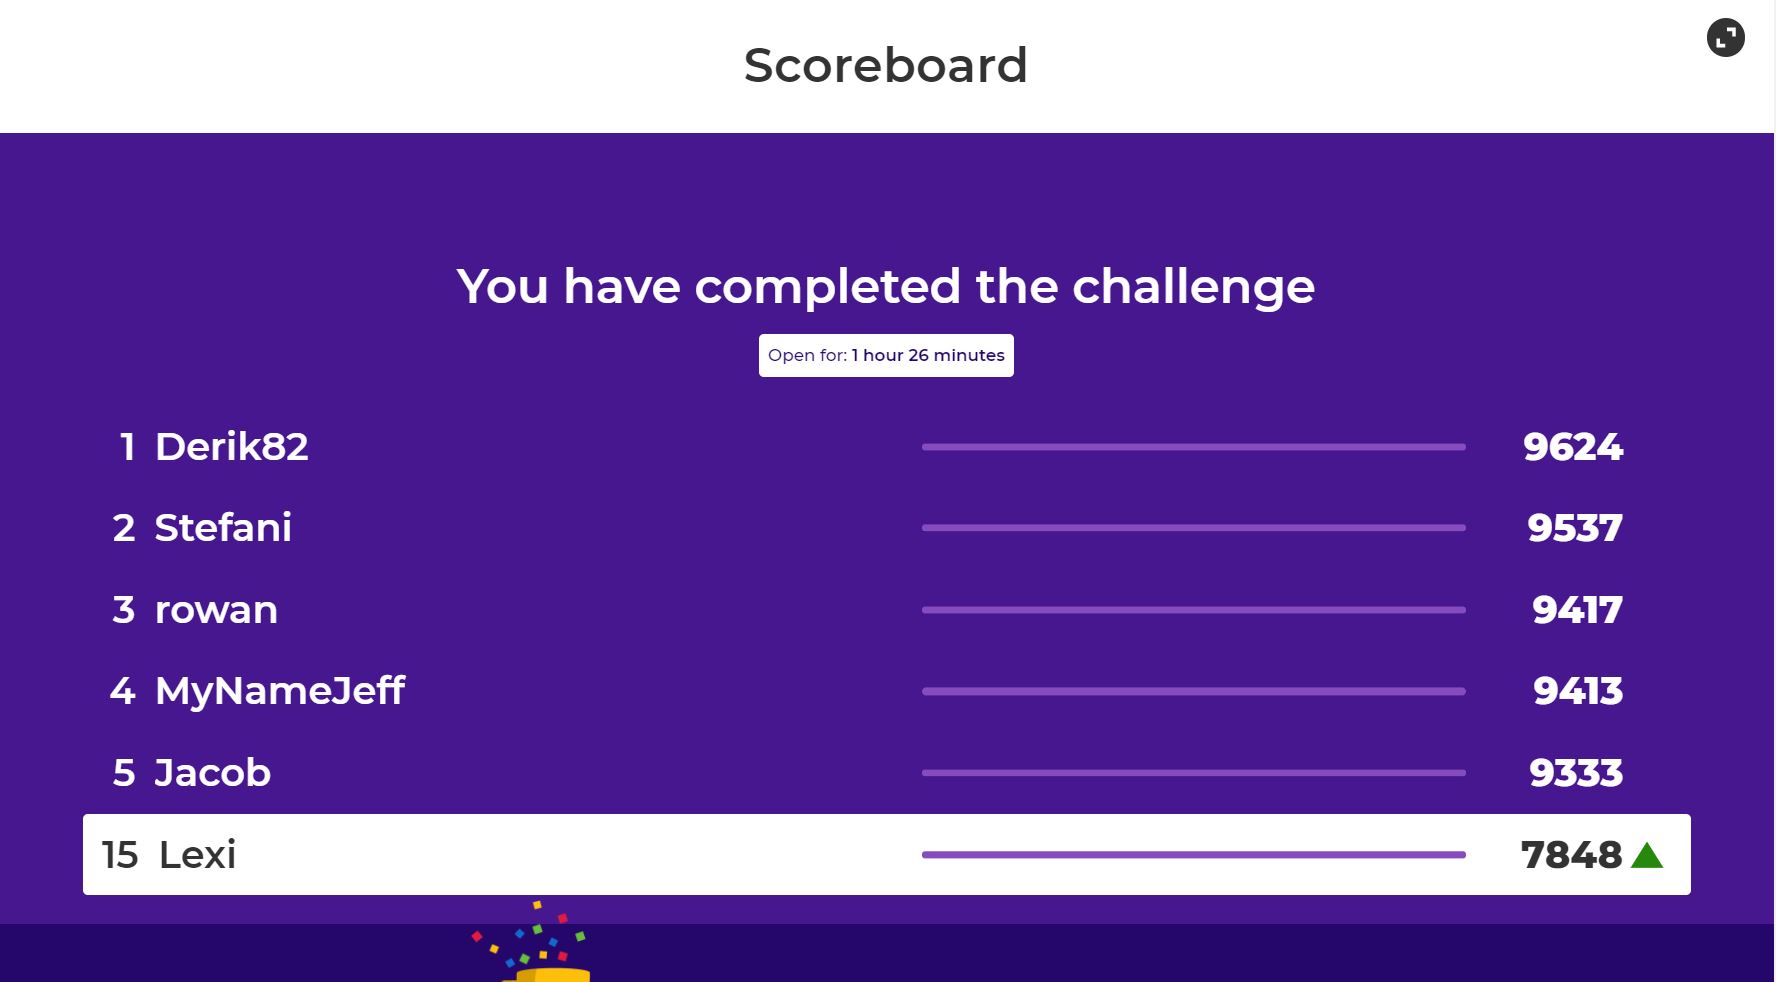 Scoreboard
You have completed the challenge
Open for: 1 hour 26 minutes
1 Derik82 9624
2 Stefani 9537
3 rowan 9417
4 MyNameJeff 9413
5 Jacob 9333
15 Lexi 7848